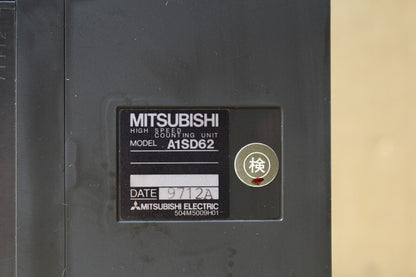 MITSUBISHI
HIGH SPEED
COUNTING UNIT
MODEL A1SD62
検
DATE 9712A
MITSUBISHI ELECTRIC
504M5009H01